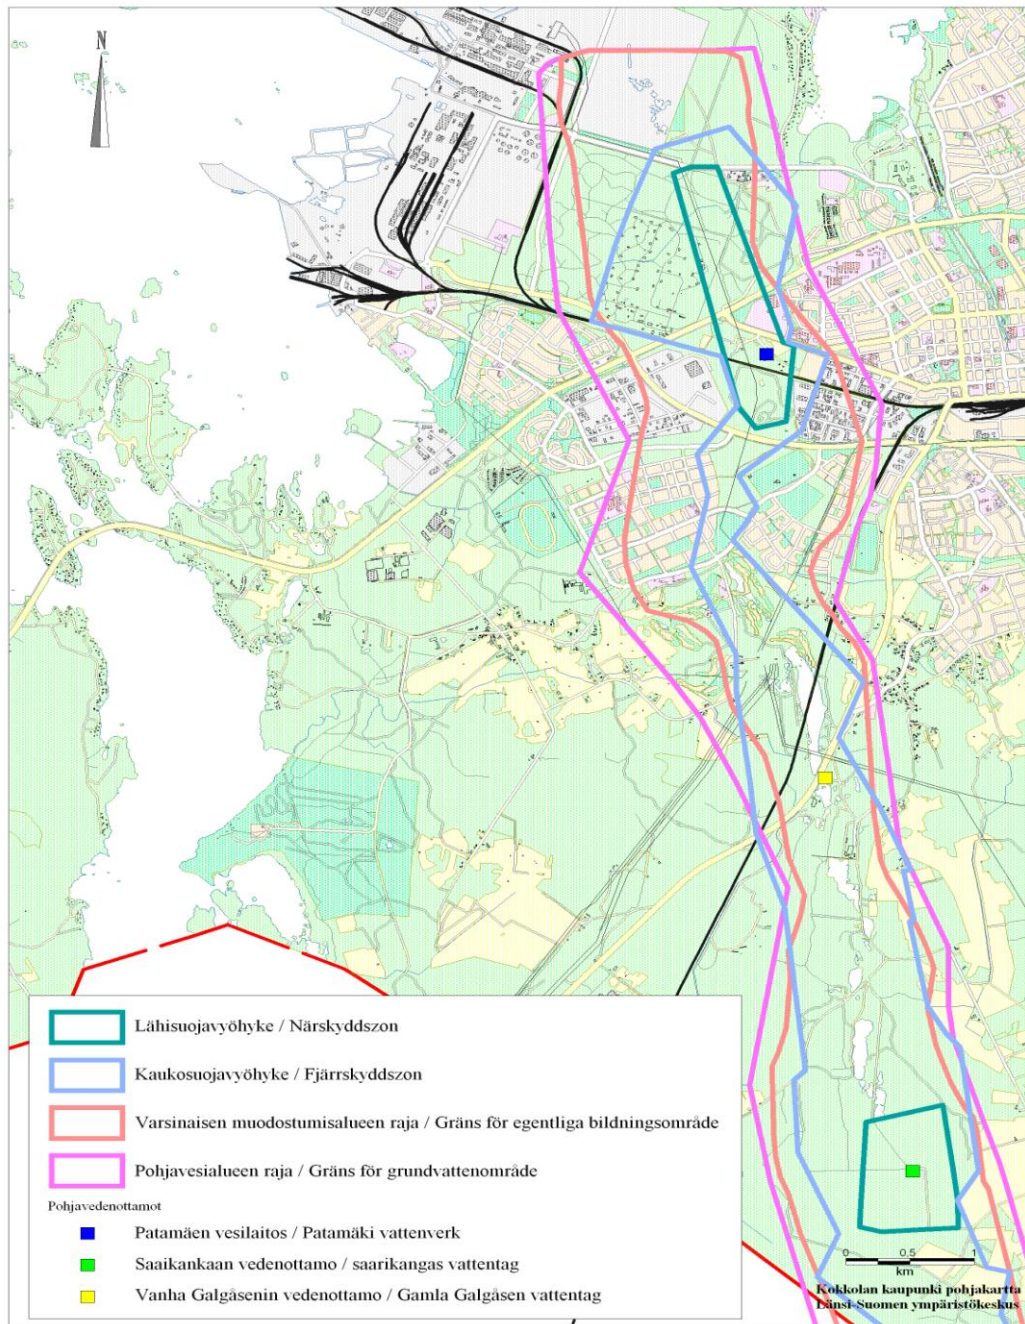 N
Lähisuojavyöhyke / Närskyddszon
Kaukosuojavyöhyke / Fjärrskyddszon
Varsinaisen muodostumisalueen raja / Gräns för egentliga bildningsområde
Pohjavesialueen raja / Gräns för grundvattenområde
Pohjavedenottamot
Patamäen vesilaitos / Patamäki vattenverk
Saaikankaan vedenottamo / saarikangas vattentag
Vanha Galgåsenin vedenottamo / Gamla Galgåsen vattentag
0 0.5 1
km
Kokkolan kaupunki pohjakartta
Länsi-Suomen ympäristökeskus